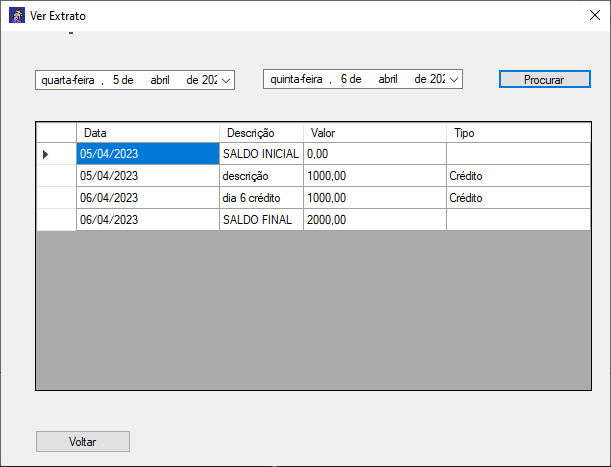 Ver Extrato
quarta-feira , 5 de abril de 202
quinta-feira , 6 de abril de 202
Procurar
Data Descrição Valor Tipo
05/04/2023 SALDO INICIAL 0,00
05/04/2023 descrição 1000,00 Crédito
06/04/2023 dia 6 crédito 1000,00 Crédito
06/04/2023 SALDO FINAL 2000,00
Voltar